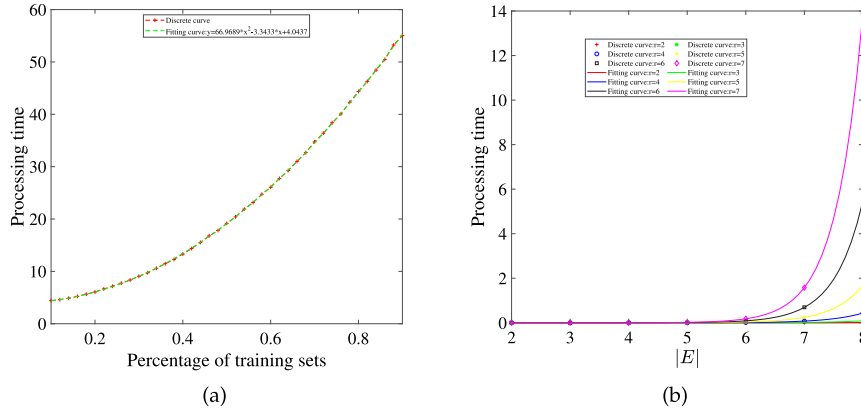 Discrete curve
Fitting curve:y=66.9689*x²-3.3433*x+4.0437
60
50
40
30
20
10
0
Processing time
0.2 0.4 0.6 0.8
Percentage of training sets
(a)
Discrete curve:r=2 Discrete curve:r=3
Discrete curve:r=4 Discrete curve:r=5
Discrete curve:r=6 Discrete curve:r=7
Fitting curve:r=2 Fitting curve:r=3
Fitting curve:r=4 Fitting curve:r=5
Fitting curve:r=6 Fitting curve:r=7
14
12
10
8
6
4
2
0
Processing time
2 3 4 5 6 7 8
|E|
(b)